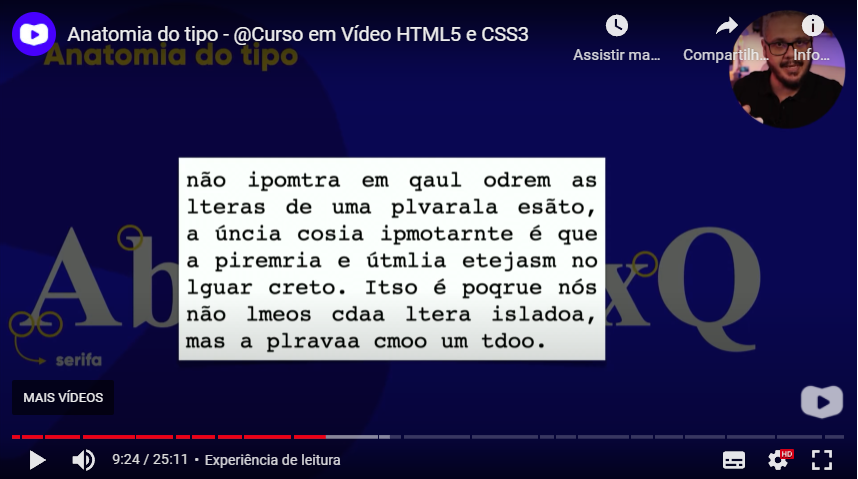 Anatomia do tipo - @Curso em Vídeo HTML5 e CSS3
Assistir ma...
Compartilh...
Info...
Anatomia do tipo
não ipomtra em qaul odrem as
lteras de uma plvarala esãto,
a úncia cosia ipmotarnte é que
a piremria e útmlia etejasm no
lguar creto. Itso é poqrue nós
não lmeos cdaa ltera isladoa,
mas a plravaa cmoo um tdoo.
Ab
xQ
serifa
MAIS VÍDEOS
9:24 / 25:11 • Experiência de leitura
HD